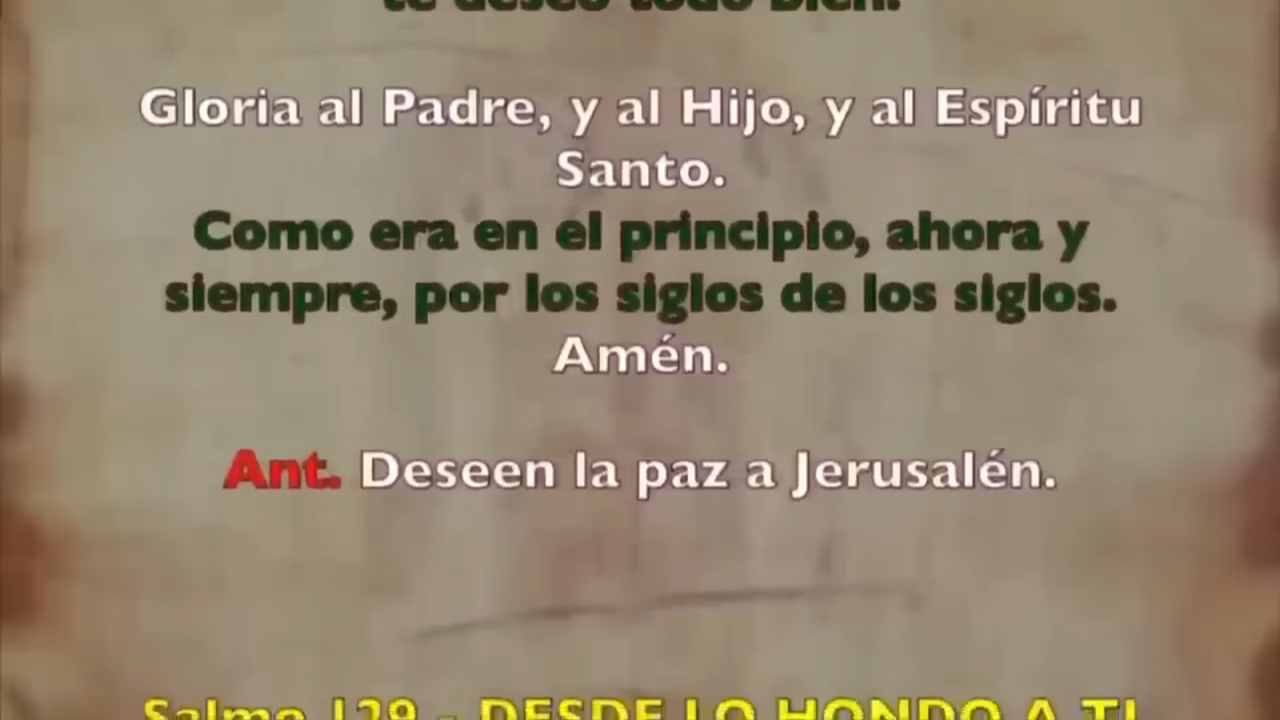 te deseo todo bien.
Gloria al Padre, y al Hijo, y al Espíritu
Santo.
Como era en el principio, ahora y
siempre, por los siglos de los siglos.
Amén.
Ant. Deseen la paz a Jerusalén.
Salmo 129 - DESDE LO HONDO A TI